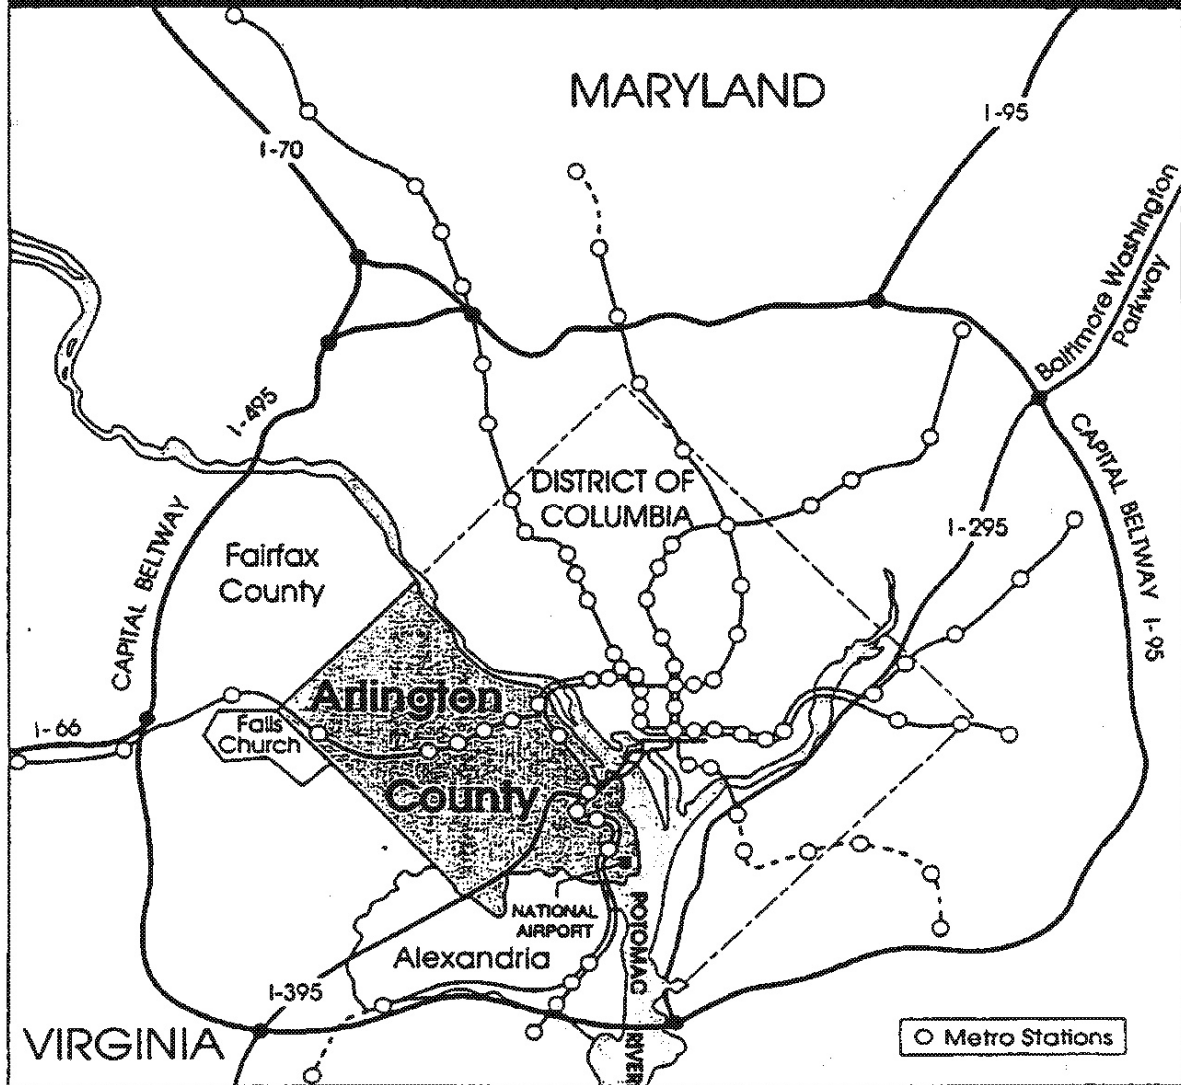 MARYLAND
I-95
I-70
Baltimore Washington
Parkway
I-495
DISTRICT OF
COLUMBIA
CAPITAL BELTWAY I-95
I-295
CAPITAL BELTWAY
Fairfax
County
Arlington
I-66
Falls
Church
County
NATIONAL
AIRPORT
POTOMAC RIVER
Alexandria
I-395
VIRGINIA
Metro Stations